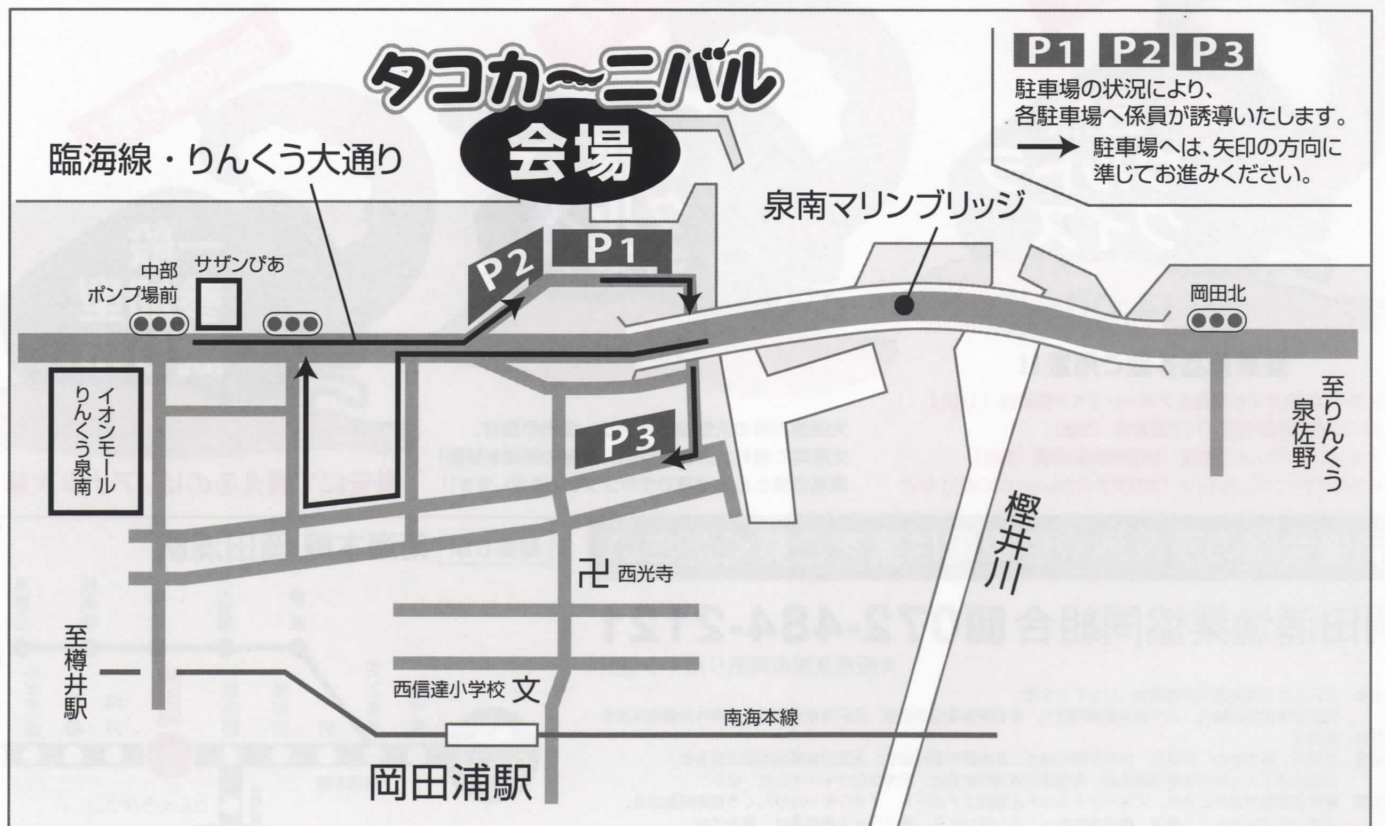 タコカ〜ニバル
会場
P1 P2 P3
駐車場の状況により、
各駐車場へ係員が誘導いたします。
→ 駐車場へは、矢印の方向に
準じてお進みください。
臨海線・りんくう大通り
泉南マリンブリッジ
P2
P1
中部
ポンプ場前
サザンぴあ
岡田北
イオンモール
りんくう泉南
P3
至りんくう
泉佐野
樫井川
卍 西光寺
至樽井駅
西信達小学校 文
南海本線
岡田浦駅
072-484-2121